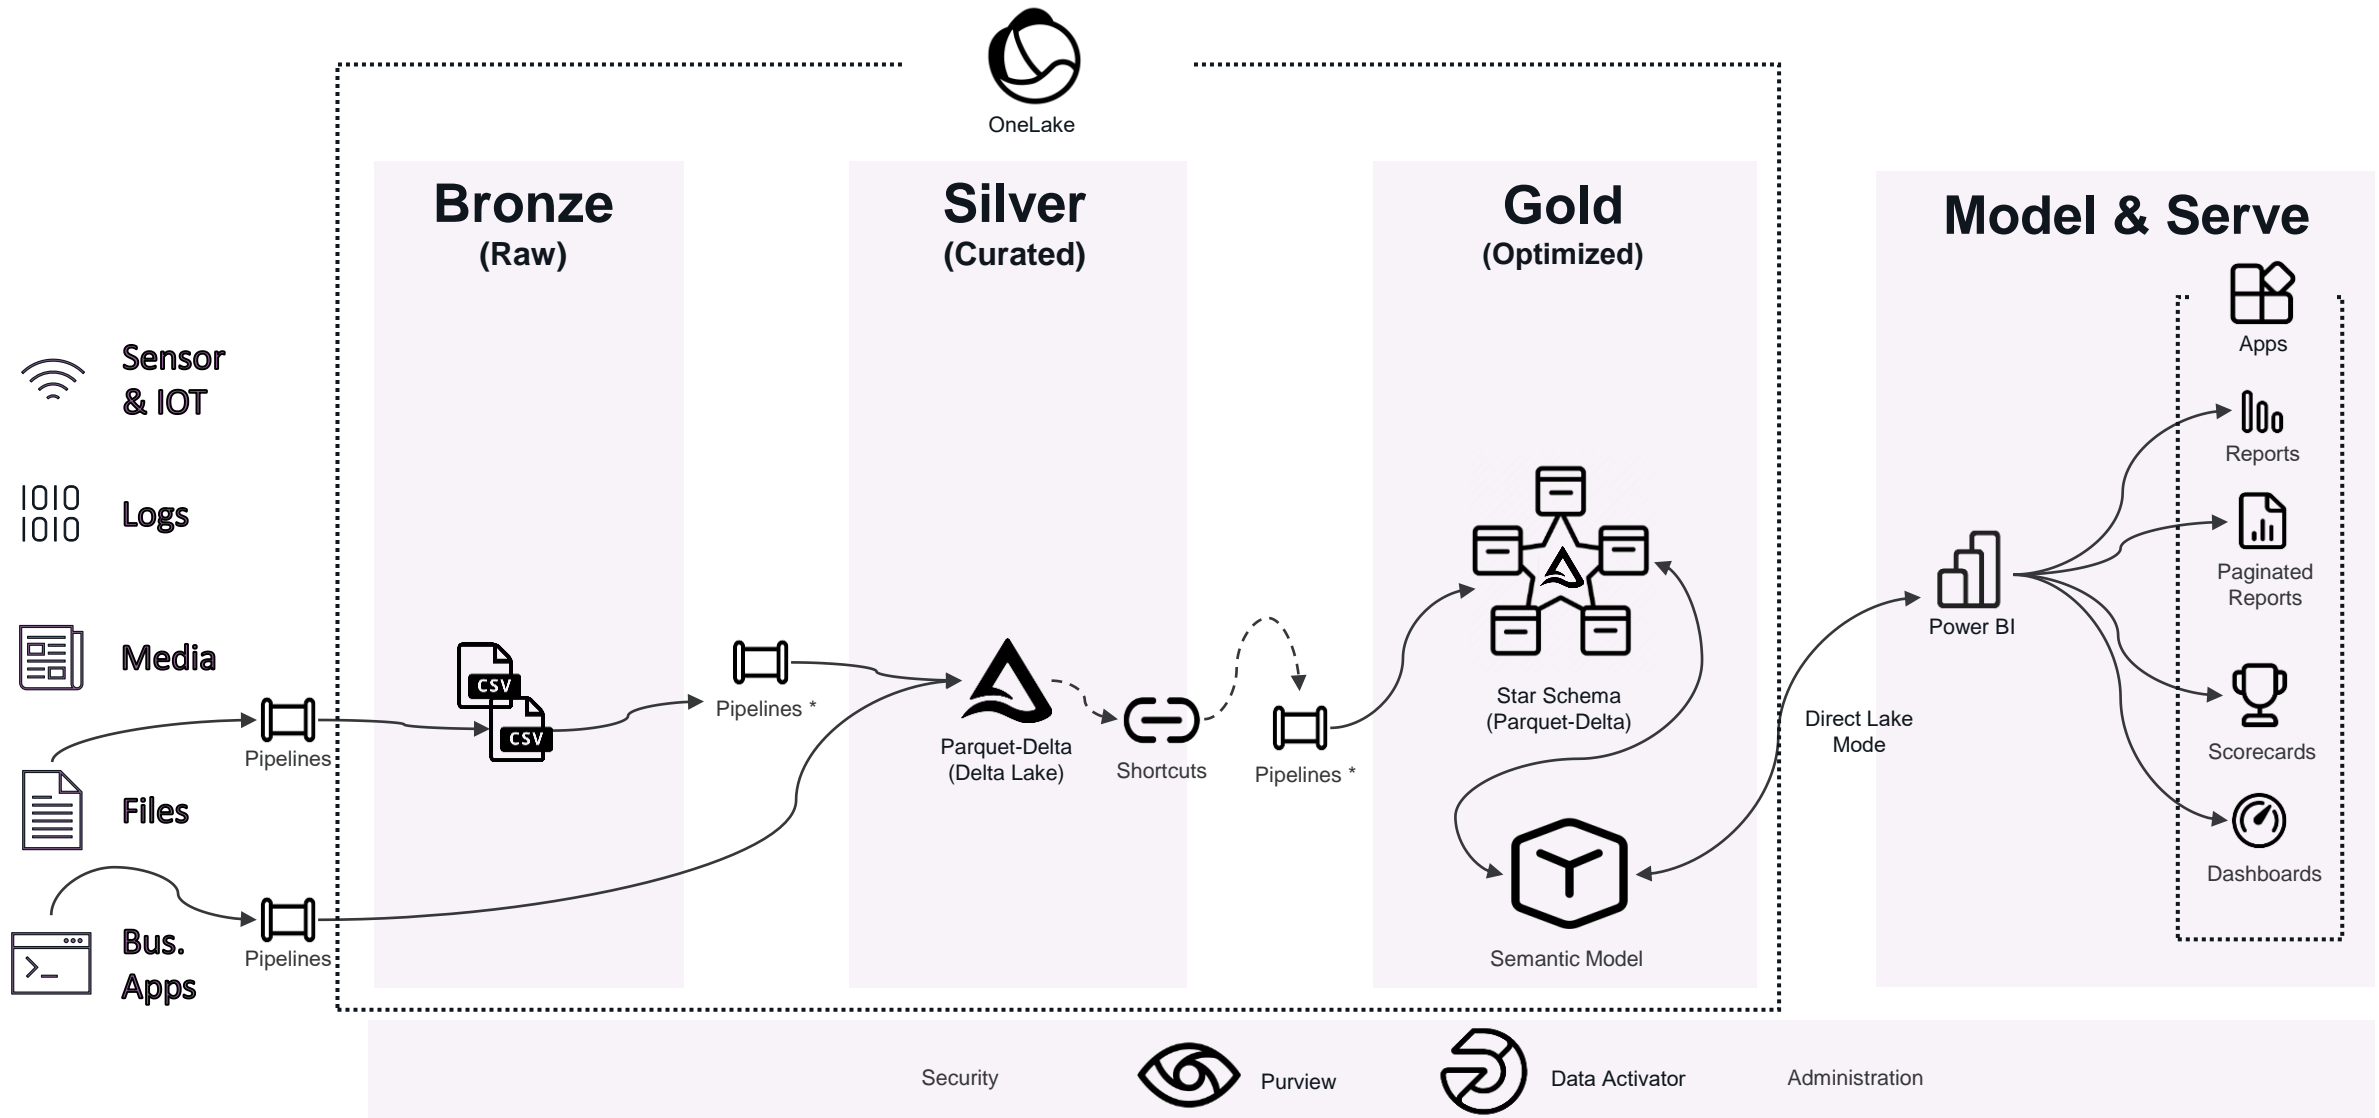 OneLake
Bronze
(Raw)
Silver
(Curated)
Gold
(Optimized)
Model & Serve
Sensor
& IOT
IOIO
IOIO
Logs
Media
Files
Bus.
Apps
Pipelines
Pipelines
CSV
CSV
Pipelines *
Parquet-Delta
(Delta Lake)
Shortcuts
Pipelines *
Star Schema
(Parquet-Delta)
Semantic Model
Direct Lake
Mode
Power BI
Apps
Reports
Paginated
Reports
Scorecards
Dashboards
Security
Purview
Data Activator
Administration